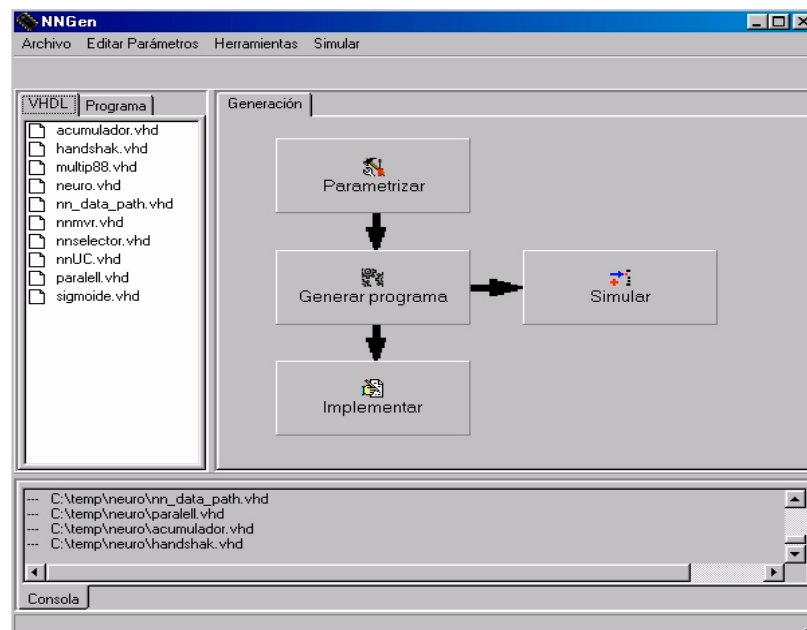 NNGen
Archivo Editar Parámetros Herramientas Simular
VHDL Programa
acumulador.vhd
handshak.vhd
multip88.vhd
neuro.vhd
nn_data_path.vhd
nnmvr.vhd
nnselector.vhd
nnUC.vhd
paralell.vhd
sigmoide.vhd
Generación
Parametrizar
Generar programa
Simular
Implementar
--- C:\temp\neuro\nn_data_path.vhd
--- C:\temp\neuro\paralell.vhd
--- C:\temp\neuro\acumulador.vhd
--- C:\temp\neuro\handshak.vhd
Consola